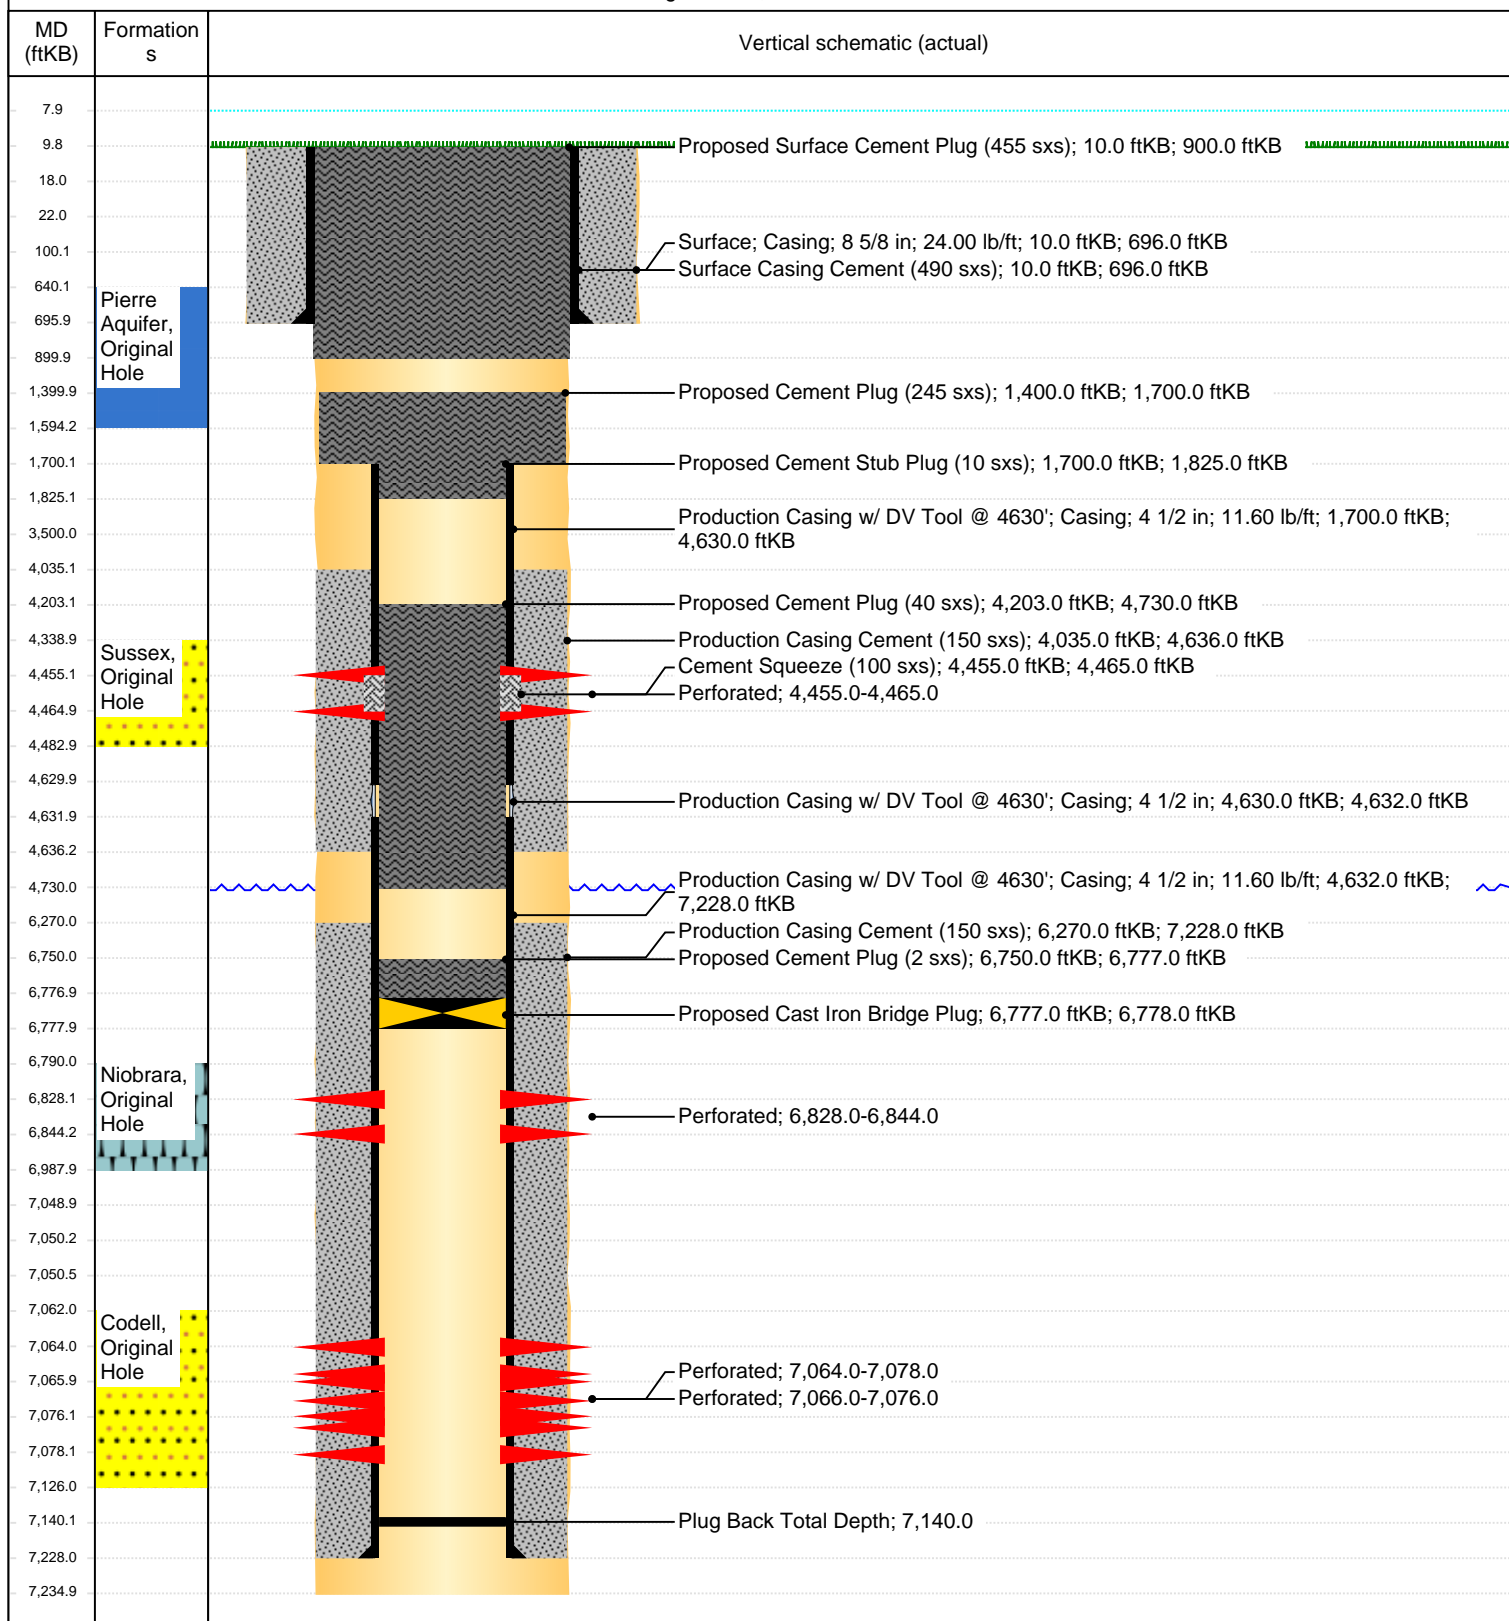 MD
(ftKB)
Formation
s
Vertical schematic (actual)
7.9
9.8
Proposed Surface Cement Plug (455 sxs); 10.0 ftKB; 900.0 ftKB
18.0
22.0
Surface; Casing; 8 5/8 in; 24.00 lb/ft; 10.0 ftKB; 696.0 ftKB
100.1
Surface Casing Cement (490 sxs); 10.0 ftKB; 696.0 ftKB
640.1
Pierre
Aquifer,
Original
Hole
695.9
899.9
1,399.9
Proposed Cement Plug (245 sxs); 1,400.0 ftKB; 1,700.0 ftKB
1,594.2
1,700.1
Proposed Cement Stub Plug (10 sxs); 1,700.0 ftKB; 1,825.0 ftKB
1,825.1
Production Casing w/ DV Tool @ 4630'; Casing; 4 1/2 in; 11.60 lb/ft; 1,700.0 ftKB;
4,630.0 ftKB
3,500.0
4,035.1
4,203.1
Proposed Cement Plug (40 sxs); 4,203.0 ftKB; 4,730.0 ftKB
4,338.9
Production Casing Cement (150 sxs); 4,035.0 ftKB; 4,636.0 ftKB
Sussex,
Original
Hole
Cement Squeeze (100 sxs); 4,455.0 ftKB; 4,465.0 ftKB
4,455.1
Perforated; 4,455.0-4,465.0
4,464.9
4,482.9
4,629.9
Production Casing w/ DV Tool @ 4630'; Casing; 4 1/2 in; 4,630.0 ftKB; 4,632.0 ftKB
4,631.9
4,636.2
4,730.0
Production Casing w/ DV Tool @ 4630'; Casing; 4 1/2 in; 11.60 lb/ft; 4,632.0 ftKB;
7,228.0 ftKB
6,270.0
Production Casing Cement (150 sxs); 6,270.0 ftKB; 7,228.0 ftKB
6,750.0
Proposed Cement Plug (2 sxs); 6,750.0 ftKB; 6,777.0 ftKB
6,776.9
Proposed Cast Iron Bridge Plug; 6,777.0 ftKB; 6,778.0 ftKB
6,777.9
6,790.0
Niobrara,
Original
Hole
6,828.1
Perforated; 6,828.0-6,844.0
6,844.2
6,987.9
7,048.9
7,050.2
7,050.5
7,062.0
Codell,
Original
Hole
7,064.0
Perforated; 7,064.0-7,078.0
7,065.9
Perforated; 7,066.0-7,076.0
7,076.1
7,078.1
7,126.0
7,140.1
Plug Back Total Depth; 7,140.0
7,228.0
7,234.9